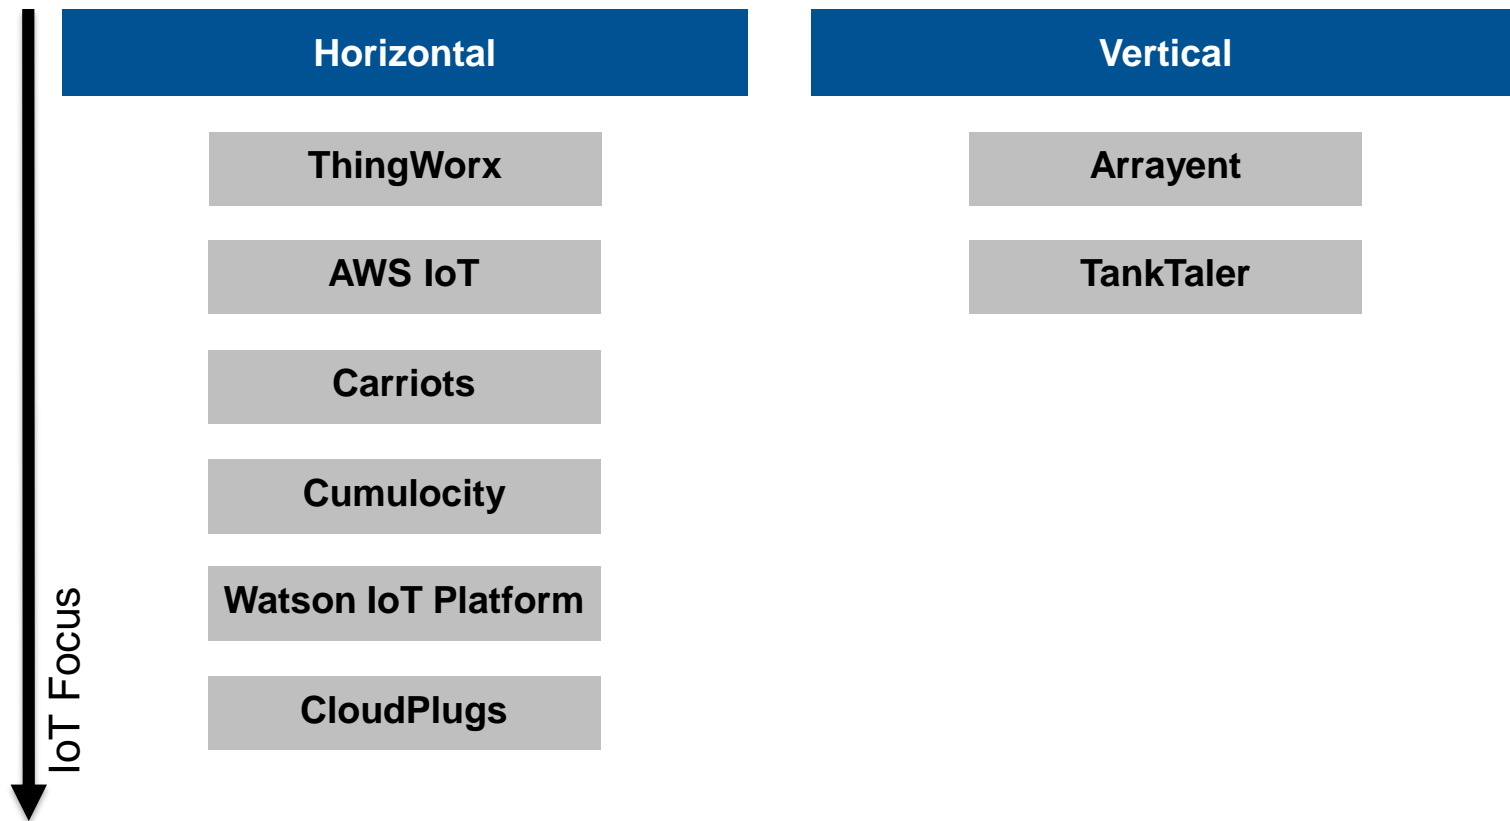 Horizontal
Vertical
ThingWorx
Arrayent
AWS IoT
TankTaler
Carriots
Cumulocity
Watson IoT Platform
CloudPlugs
IoT Focus